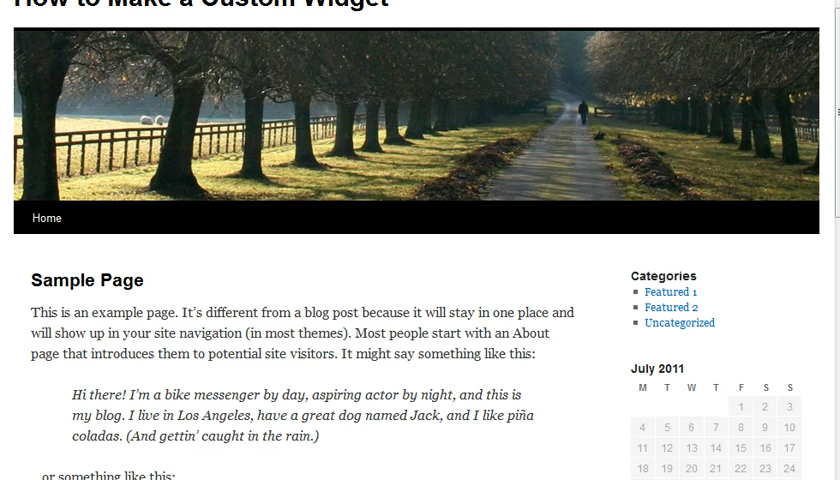 How to Make a Custom Widget
Home
Sample Page
This is an example page. It’s different from a blog post because it will stay in one place and
will show up in your site navigation (in most themes). Most people start with an About
page that introduces them to potential site visitors. It might say something like this:
Hi there! I’m a bike messenger by day, aspiring actor by night, and this is
my blog. I live in Los Angeles, have a great dog named Jack, and I like piña
coladas. (And gettin’ caught in the rain.)
...or something like this:
Categories
Featured 1
Featured 2
Uncategorized
July 2011
M T W T F S S
1 2 3
4 5 6 7 8 9 10
11 12 13 14 15 16 17
18 19 20 21 22 23 24